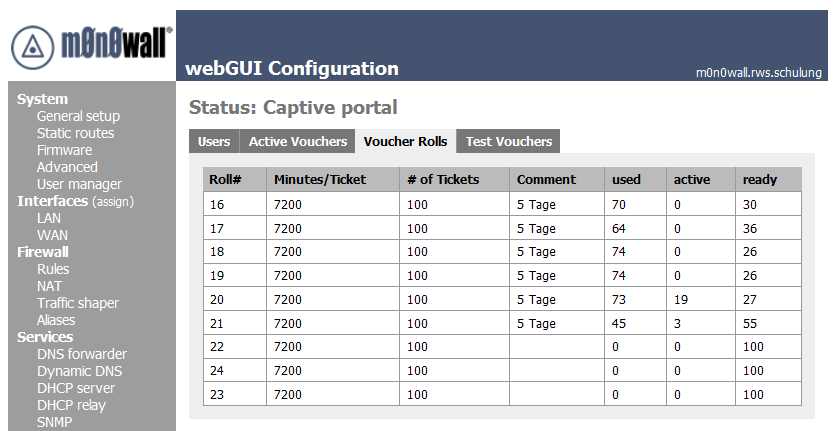 m0n0wall®
webGUI Configuration
m0n0wall.rws.schulung
System
General setup
Static routes
Firmware
Advanced
User manager
Interfaces (assign)
LAN
WAN
Firewall
Rules
NAT
Traffic shaper
Aliases
Services
DNS forwarder
Dynamic DNS
DHCP server
DHCP relay
SNMP
Status: Captive portal
Users Active Vouchers Voucher Rolls Test Vouchers
Roll# Minutes/Ticket # of Tickets Comment used active ready
16 7200 100 5 Tage 70 0 30
17 7200 100 5 Tage 64 0 36
18 7200 100 5 Tage 74 0 26
19 7200 100 5 Tage 74 0 26
20 7200 100 5 Tage 73 19 27
21 7200 100 5 Tage 45 3 55
22 7200 100 0 0 100
24 7200 100 0 0 100
23 7200 100 0 0 100